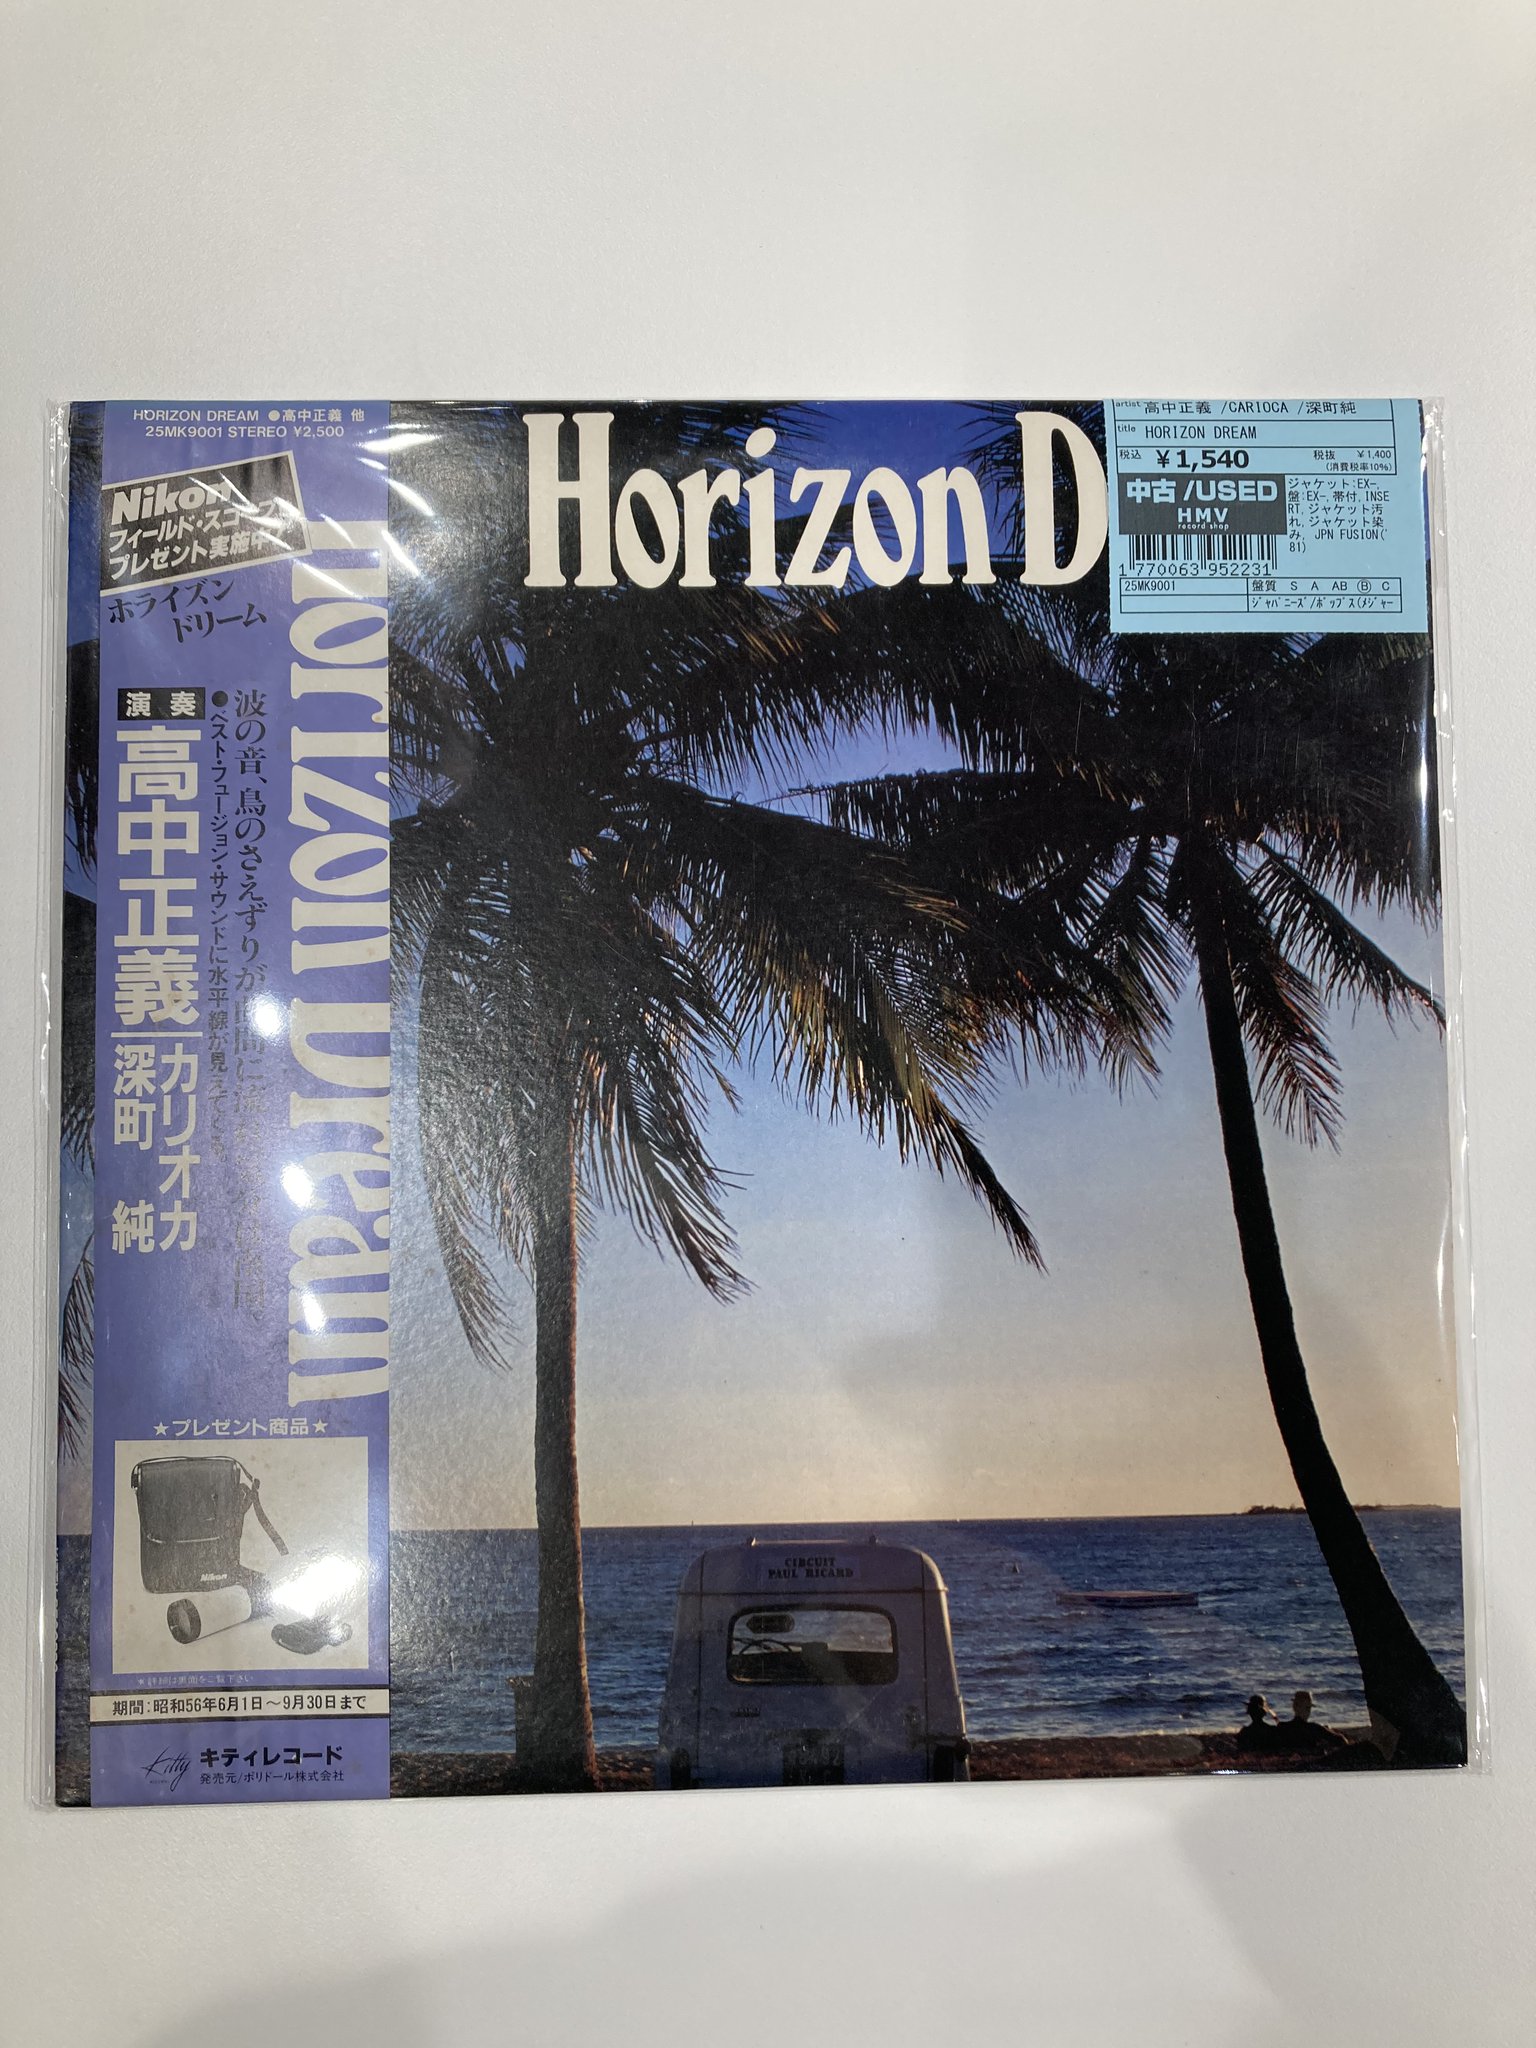 HORIZON DREAM ●高中正義 他
25MK9001 STEREO ¥2,500
Nikon
フィールド・スコープ
プレゼント実施中
ホライズン
ドリーム
Horizon Dream
波の音、鳥のさえずりが
●ベスト・フュージョン・サウンドに水平線が見えてくる。
演奏
高中正義
カリオカ
深町 純
★プレゼント商品★
Nikon
期間:昭和56年6月1日〜9月30日まで
Kitty
キティレコード
発売元/ポリドール株式会社
Horizon D
artist 高中正義 /CARIOCA /深町純
title HORIZON DREAM
税込 ¥1,540 税抜 ¥1,400
(消費税率10%)
中古/USED
HMV
record shop
ジャケット:EX-,
盤:EX-,帯付,INSE
RT,ジャケット汚
れ,ジャケット染
み, JPN FUSION('
81)
1 770063 952231
25MK9001 盤質 S A AB B C
ジャパニーズ/ポップス(メジャー
CIRCUIT
PAUL RICARD